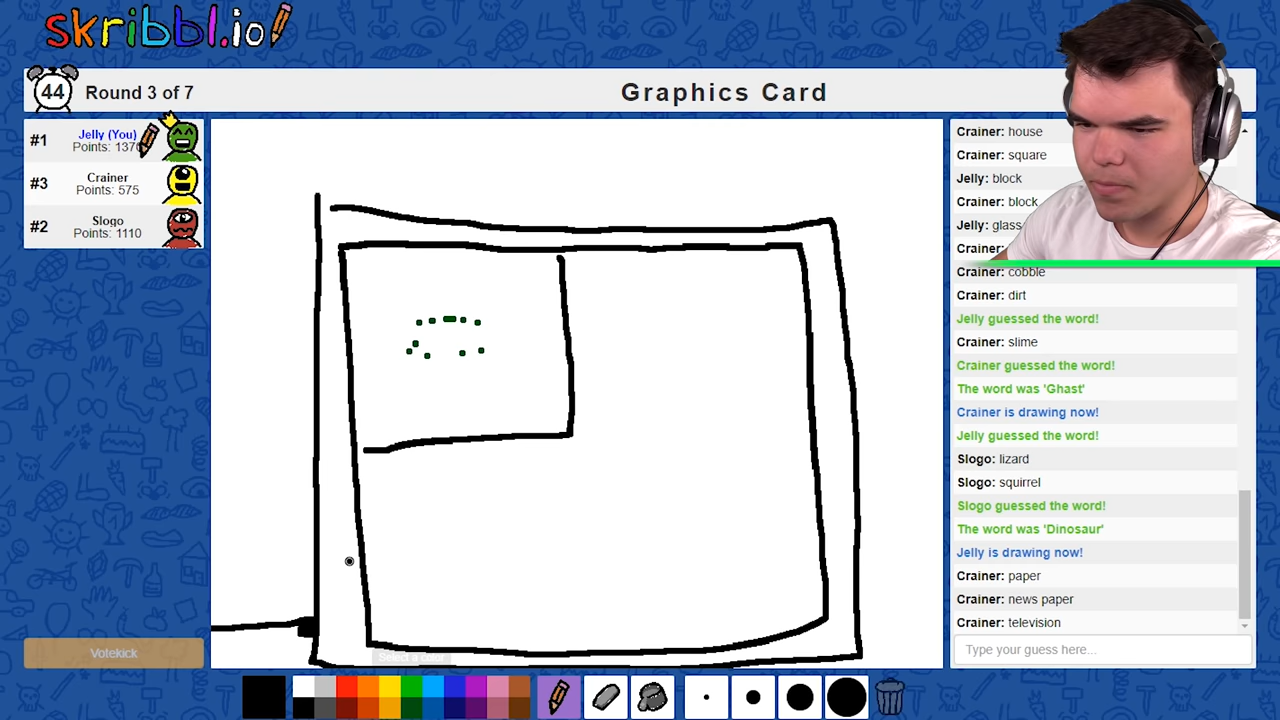 skribbl.io
44
Round 3 of 7
Graphics Card
#1
Jelly (You)
Points: 1370
#3
Crainer
Points: 575
#2
Slogo
Points: 1110
Votekick
Crainer: house
Crainer: square
Jelly: block
Crainer: block
Jelly: glass
Crainer:
Crainer: cobble
Crainer: dirt
Jelly guessed the word!
Crainer: slime
Crainer guessed the word!
The word was 'Ghast'
Crainer is drawing now!
Jelly guessed the word!
Slogo: lizard
Slogo: squirrel
Slogo guessed the word!
The word was 'Dinosaur'
Jelly is drawing now!
Crainer: paper
Crainer: news paper
Crainer: television
Type your guess here...
Select a color